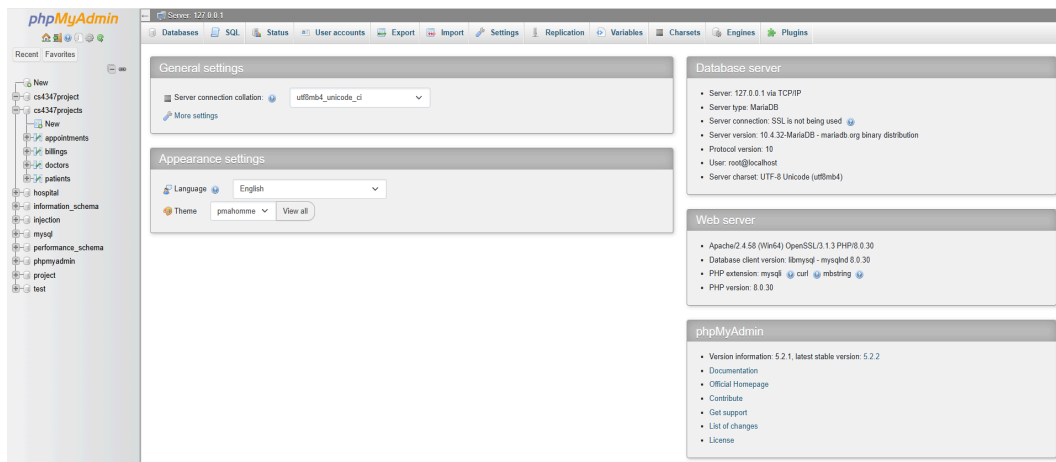 phpMyAdmin
Recent Favorites
New
cs4347project
cs4347projects
New
appointments
billings
doctors
patients
hospital
information_schema
injection
mysql
performance_schema
phpmyadmin
project
test
Server: 127.0.0.1
Databases SQL Status User accounts Export Import Settings Replication Variables Charsets Engines Plugins
General settings
Server connection collation: utf8mb4_unicode_ci
More settings
Appearance settings
Language English
Theme pmahomme View all
Database server
Server: 127.0.0.1 via TCP/IP
Server type: MariaDB
Server connection: SSL is not being used
Server version: 10.4.32-MariaDB - mariadb.org binary distribution
Protocol version: 10
User: root@localhost
Server charset: UTF-8 Unicode (utf8mb4)
Web server
Apache/2.4.58 (Win64) OpenSSL/3.1.3 PHP/8.0.30
Database client version: libmysql - mysqlnd 8.0.30
PHP extension: mysqli curl mbstring
PHP version: 8.0.30
phpMyAdmin
Version information: 5.2.1, latest stable version: 5.2.2
Documentation
Official Homepage
Contribute
Get support
List of changes
License